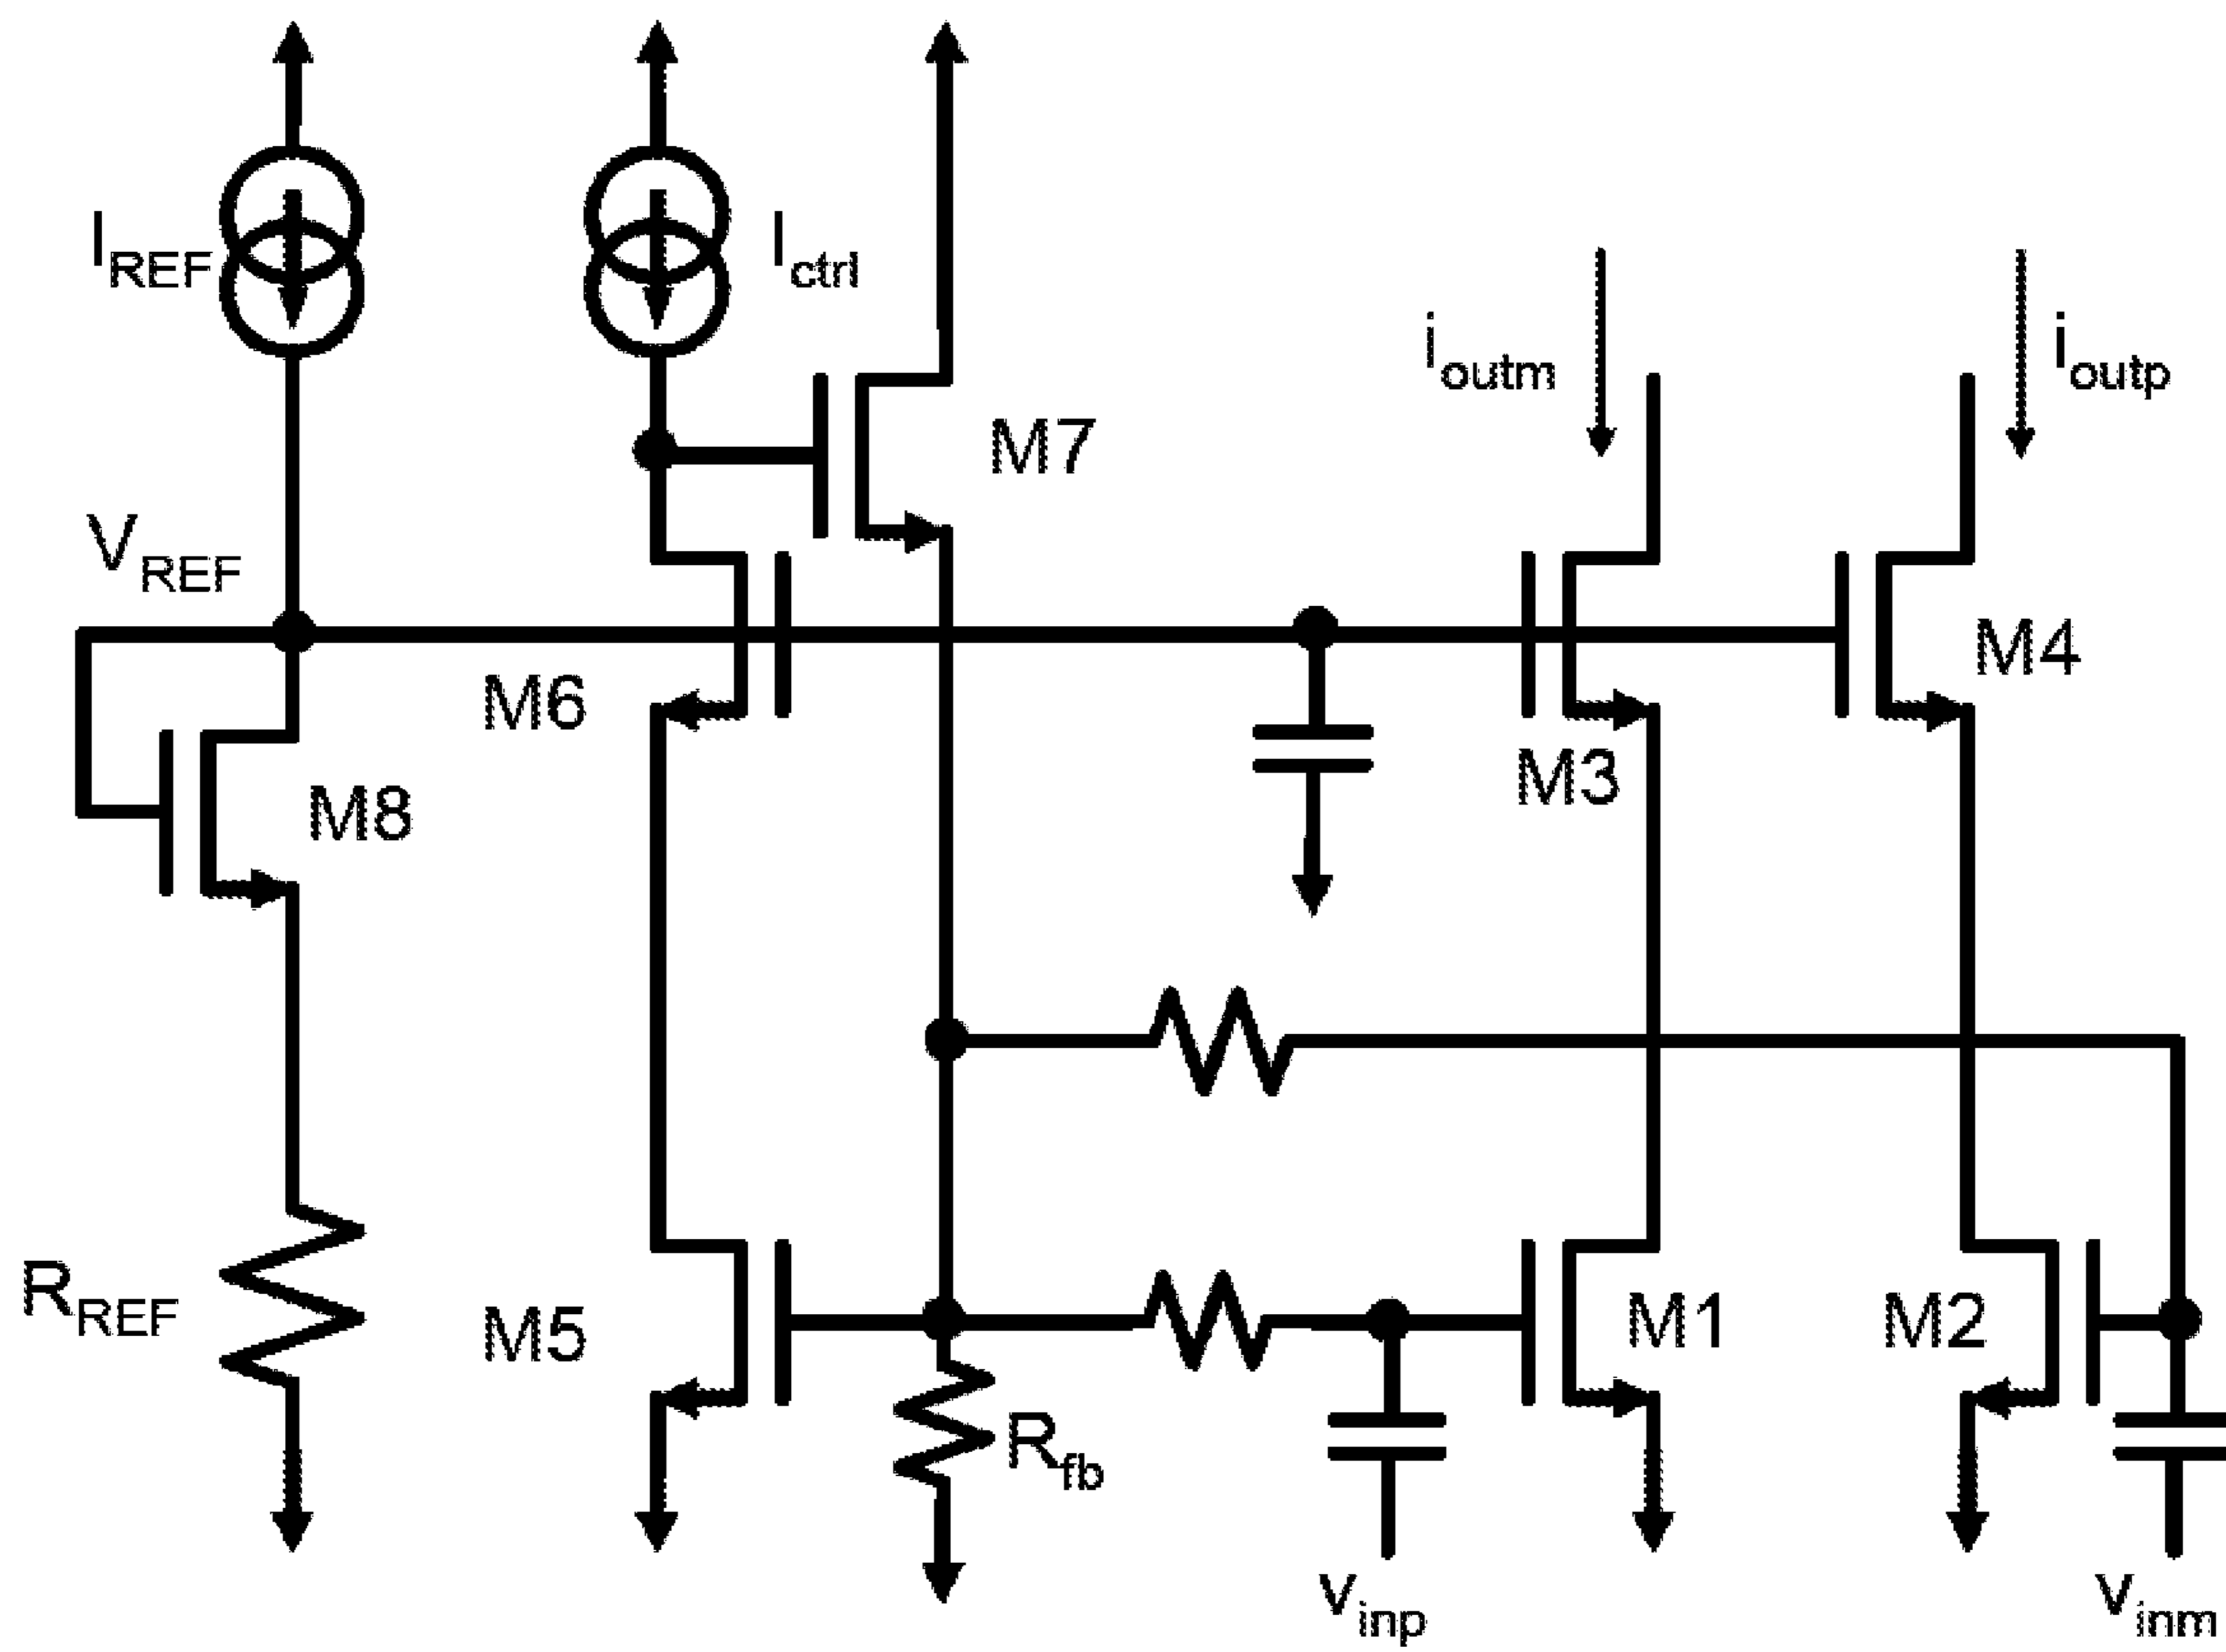 I_REF
I_ctrl
i_outm
i_outp
M7
V_REF
M6
M4
M3
M8
R_REF
M5
M1
M2
R_fb
v_inp
v_inm